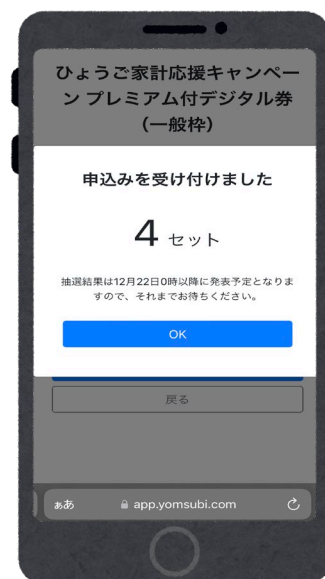 ひょうご家計応援キャンペー
ン プレミアム付デジタル券
（一般枠）
申込みを受け付けました
4 セット
抽選結果は12月22日0時以降に発表予定となりま
すので、それまでお待ちください。
OK
戻る
ぁあ
app.yomsubi.com